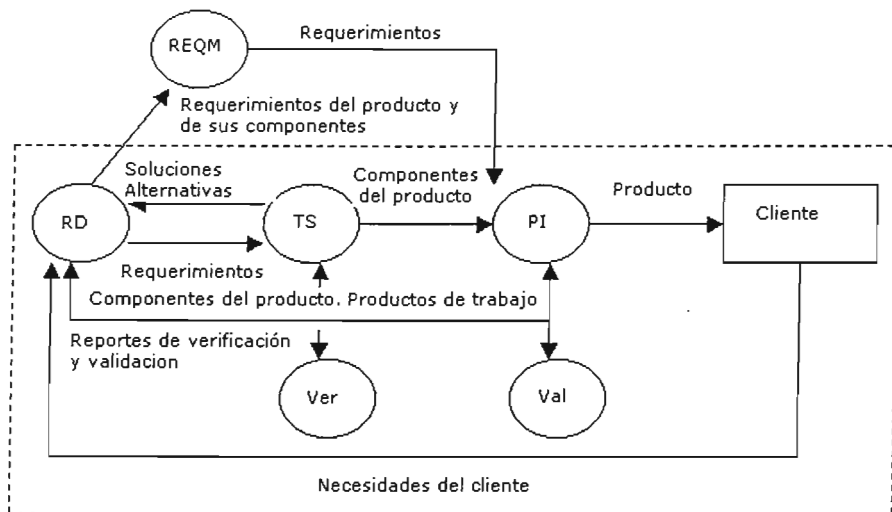 REQM
Requerimientos
Requerimientos del producto y
de sus componentes
Soluciones
Alternativas
Componentes
del producto
Producto
RD
TS
PI
Cliente
Requerimientos
Componentes del producto. Productos de trabajo
Reportes de verificación
y validacion
Ver
Val
Necesidades del cliente